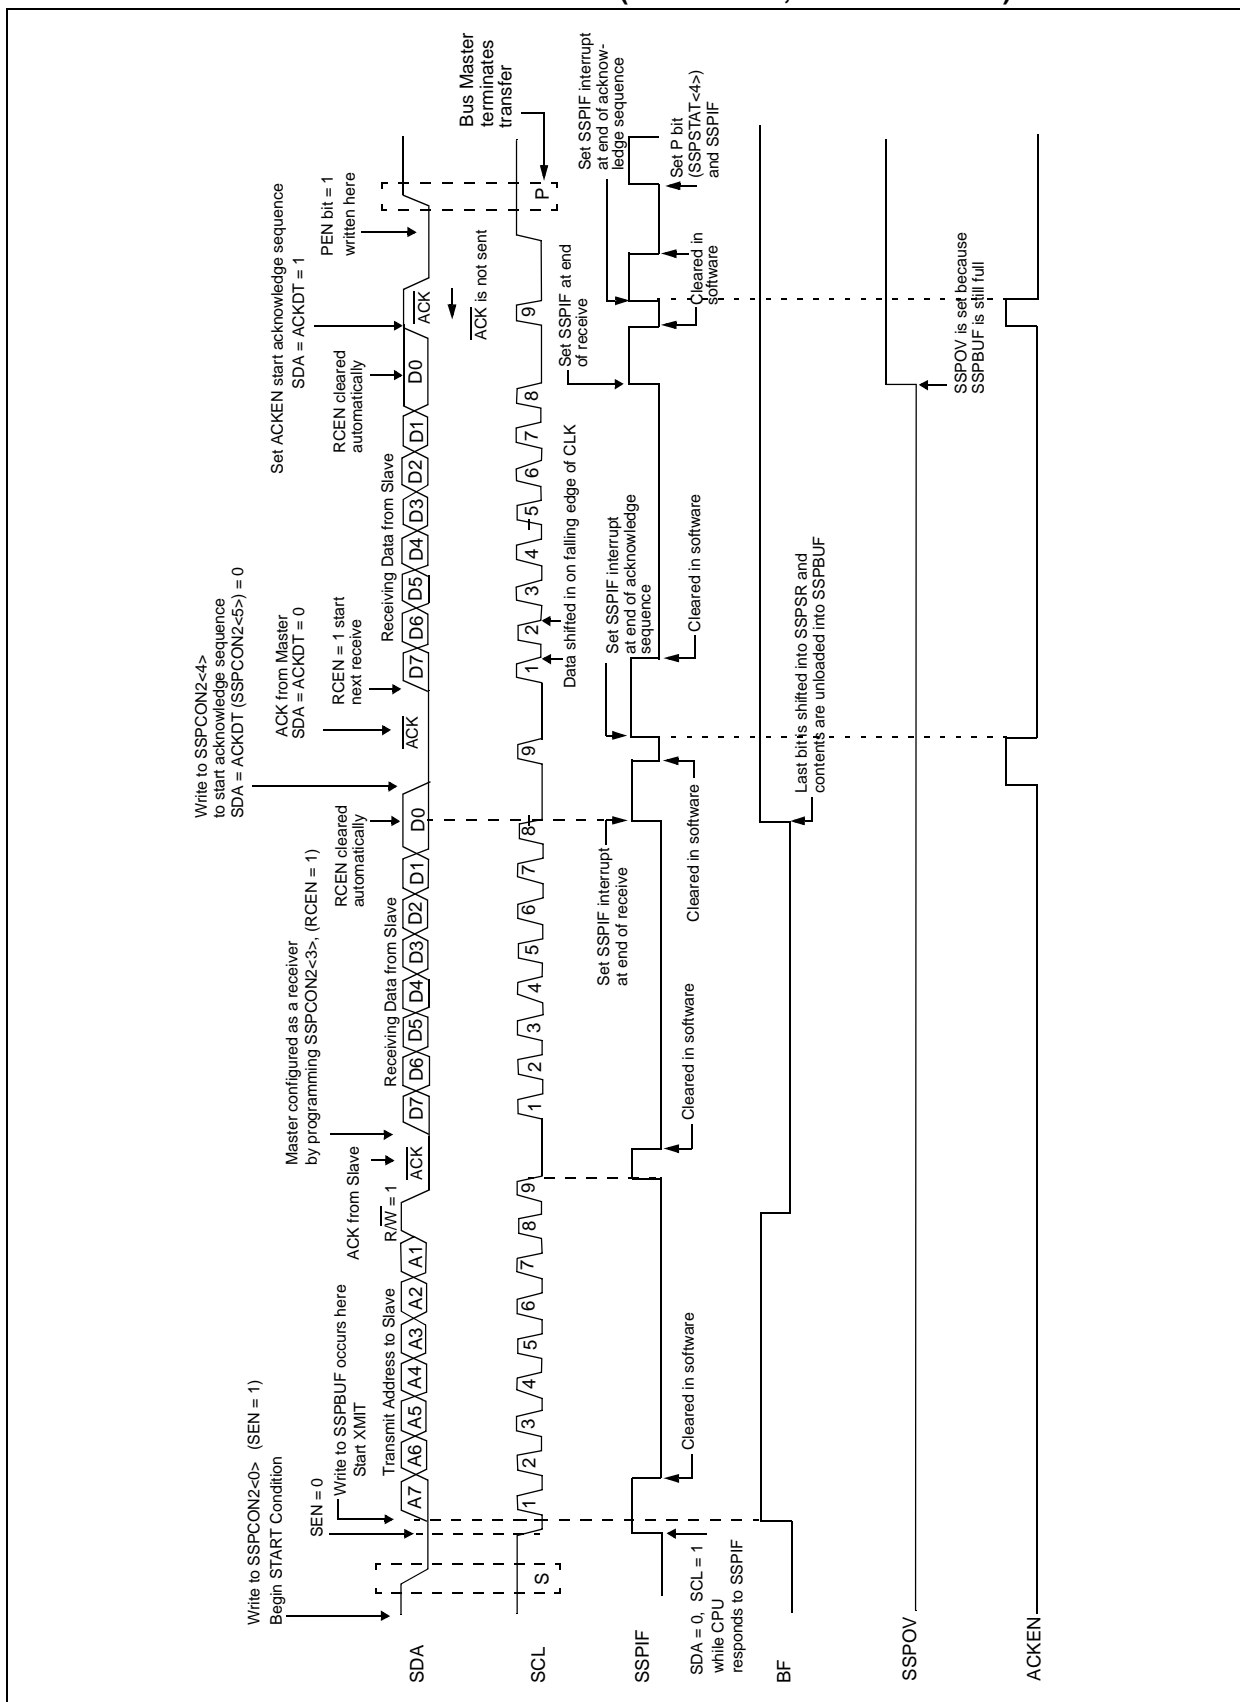 Write to SSPCON2<0> (SEN = 1)
Begin START Condition
SEN = 0
Write to SSPBUF occurs here
Start XMIT
Transmit Address to Slave
R/W = 1
ACK from Slave
Master configured as a receiver
by programming SSPCON2<3>, (RCEN = 1)
Receiving Data from Slave
RCEN cleared
automatically
Write to SSPCON2<4>
to start acknowledge sequence
SDA = ACKDT (SSPCON2<5>) = 0
ACK from Master
SDA = ACKDT = 0
RCEN = 1 start
next receive
Receiving Data from Slave
RCEN cleared
automatically
Set ACKEN start acknowledge sequence
SDA = ACKDT = 1
PEN bit = 1
written here
SDA
A7 A6 A5 A4 A3 A2 A1
ACK
D7 D6 D5 D4 D3 D2 D1 D0
ACK
D7 D6 D5 D4 D3 D2 D1 D0
ACK
ACK is not sent
Bus Master
terminates
transfer
SCL
S
1 2 3 4 5 6 7 8 9
1 2 3 4 5 6 7 8 9
1 2 3 4 5 6 7 8 9
P
Data shifted in on falling edge of CLK
Set SSPIF interrupt
at end of receive
Set SSPIF interrupt
at end of acknowledge
sequence
Set SSPIF at end
of receive
Set SSPIF interrupt
at end of acknow-
ledge sequence
SSPIF
SDA = 0, SCL = 1
while CPU
responds to SSPIF
Cleared in software
Cleared in software
Cleared in software
Cleared in software
Cleared in
software
Set P bit
(SSPSTAT<4>)
and SSPIF
BF
Last bit is shifted into SSPSR and
contents are unloaded into SSPBUF
SSPOV
SSPOV is set because
SSPBUF is still full
ACKEN